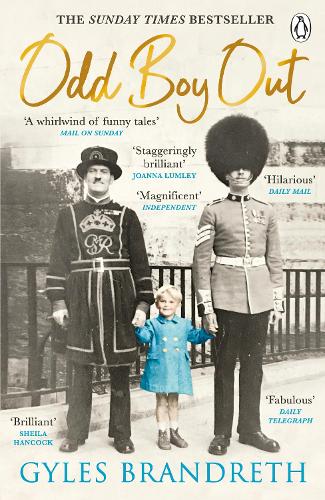 THE SUNDAY TIMES BESTSELLER
Odd Boy Out
'A whirlwind of funny tales'
MAIL ON SUNDAY
'Staggeringly
brilliant'
JOANNA LUMLEY
'Magnificent'
INDEPENDENT
'Hilarious'
DAILY MAIL
'Brilliant'
SHEILA
HANCOCK
'Fabulous'
DAILY
TELEGRAPH
GYLES BRANDRETH